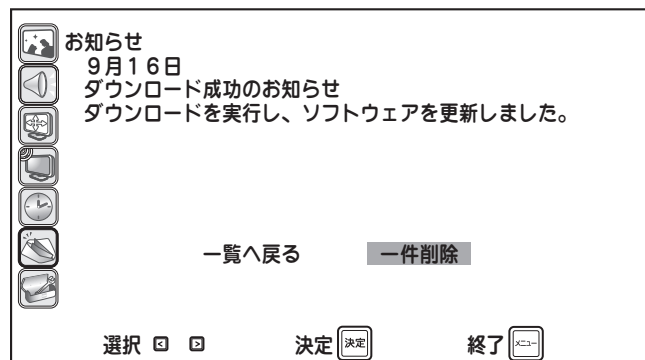 お知らせ
9月16日
ダウンロード成功のお知らせ
ダウンロードを実行し、ソフトウェアを更新しました。
一覧へ戻る 一件削除
選択 決定 決定 終了 メニュー